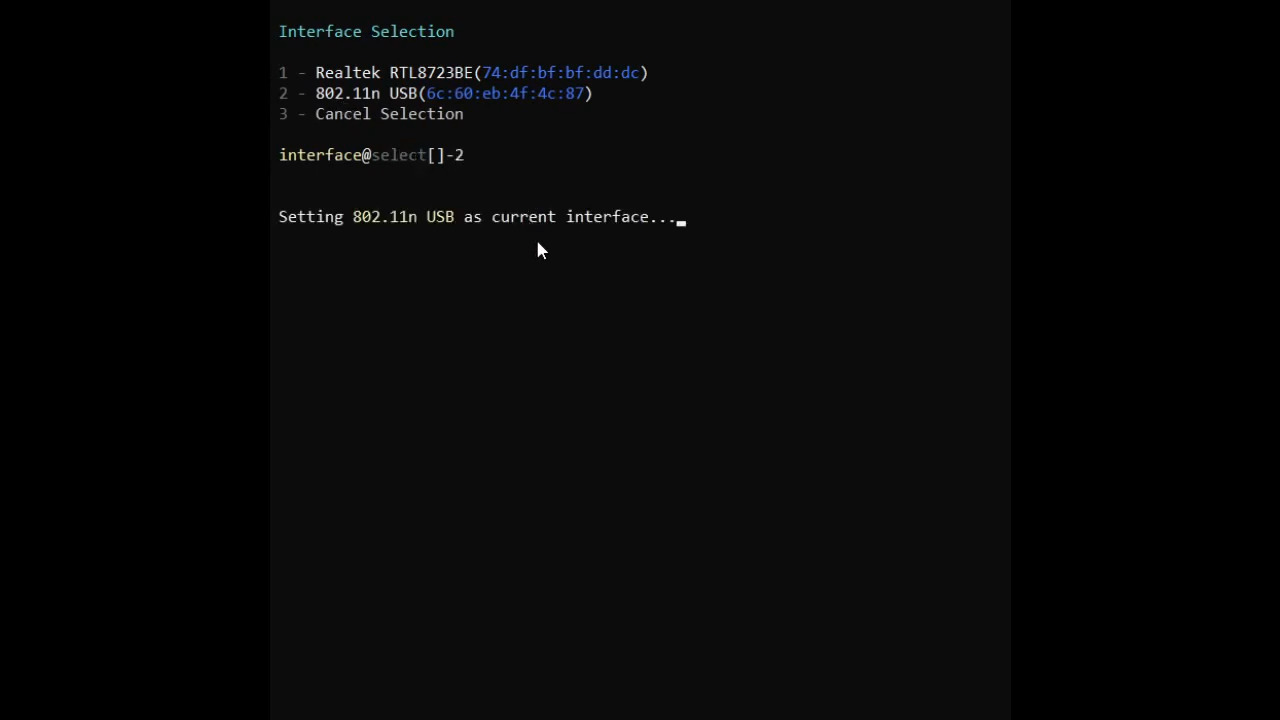 Interface Selection
1 - Realtek RTL8723BE(74:df:bf:bf:dd:dc)
2 - 802.11n USB(6c:60:eb:4f:4c:87)
3 - Cancel Selection
interface@select[]-2
Setting 802.11n USB as current interface...